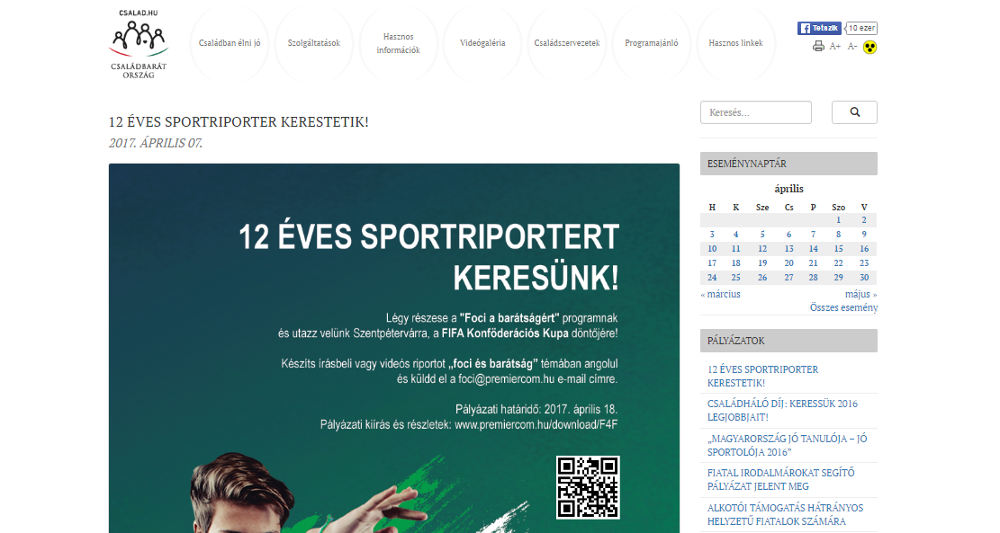 CSALAD.HU
CSALÁDBARÁT
ORSZÁG
Családban élni jó
Szolgáltatások
Hasznos
információk
Videógaléria
Családszervezetek
Programajánló
Hasznos linkek
Tetszik
10 ezer
A+ A-
12 ÉVES SPORTRIPORTER KERESTETIK!
2017. ÁPRILIS 07.
12 ÉVES SPORTRIPORTERT
KERESÜNK!
Légy részese a "Foci a barátságért" programnak
és utazz velünk Szentpétervárra, a FIFA Konföderációs Kupa döntőjére!
Készíts írásbeli vagy videós riportot „foci és barátság” témában angolul
és küldd el a foci@premiercom.hu e-mail címre.
Pályázati határidő: 2017. április 18.
Pályázati kiírás és részletek: www.premiercom.hu/download/F4F
Keresés...
ESEMÉNYNAPTÁR
április
H K Sze Cs P Szo V
1 2
3 4 5 6 7 8 9
10 11 12 13 14 15 16
17 18 19 20 21 22 23
24 25 26 27 28 29 30
« március május »
Összes esemény
PÁLYÁZATOK
12 ÉVES SPORTRIPORTER
KERESTETIK!
CSALÁDHÁLÓ DÍJ: KERESSÜK 2016
LEGJOBBJAIT!
„MAGYARORSZÁG JÓ TANULÓJA – JÓ
SPORTOLÓJA 2016”
FIATAL IRODALMÁROKAT SEGÍTŐ
PÁLYÁZAT JELENT MEG
ALKOTÓI TÁMOGATÁS HÁTRÁNYOS
HELYZETŰ FIATALOK SZÁMÁRA